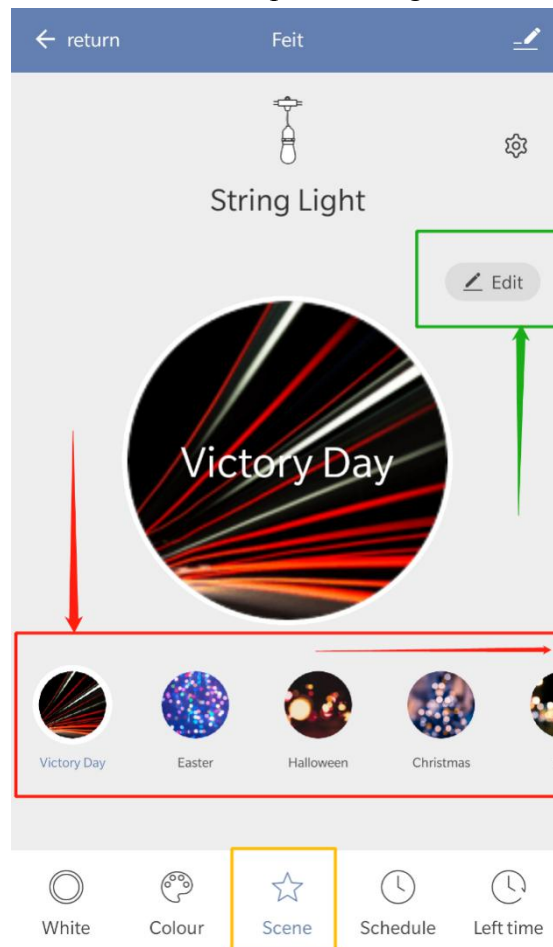 return Feit
String Light
Edit
Victory Day
Victory Day Easter Halloween Christmas
White Colour Scene Schedule Left time